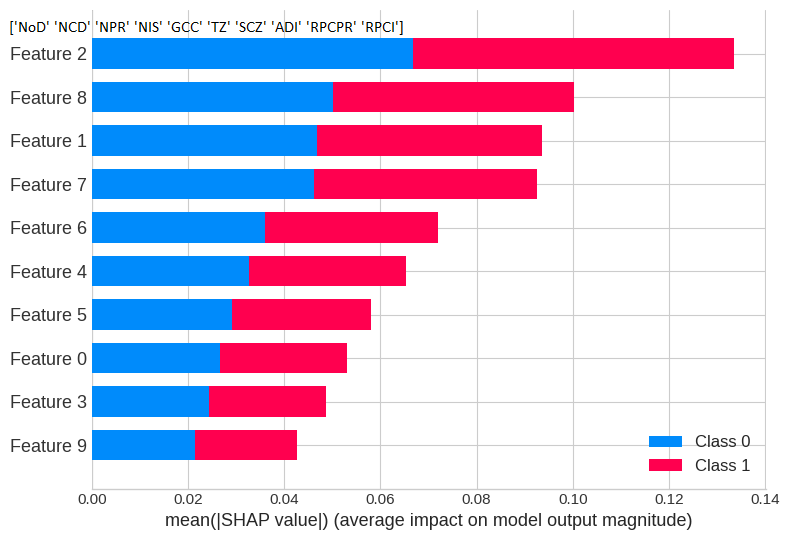 ['NoD' 'NCD' 'NPR' 'NIS' 'GCC' 'TZ' 'SCZ' 'ADI' 'RPCPR' 'RPCI']
Feature 2
Feature 8
Feature 1
Feature 7
Feature 6
Feature 4
Feature 5
Feature 0
Feature 3
Feature 9
Class 0
Class 1
0.00 0.02 0.04 0.06 0.08 0.10 0.12 0.14
mean(|SHAP value|) (average impact on model output magnitude)